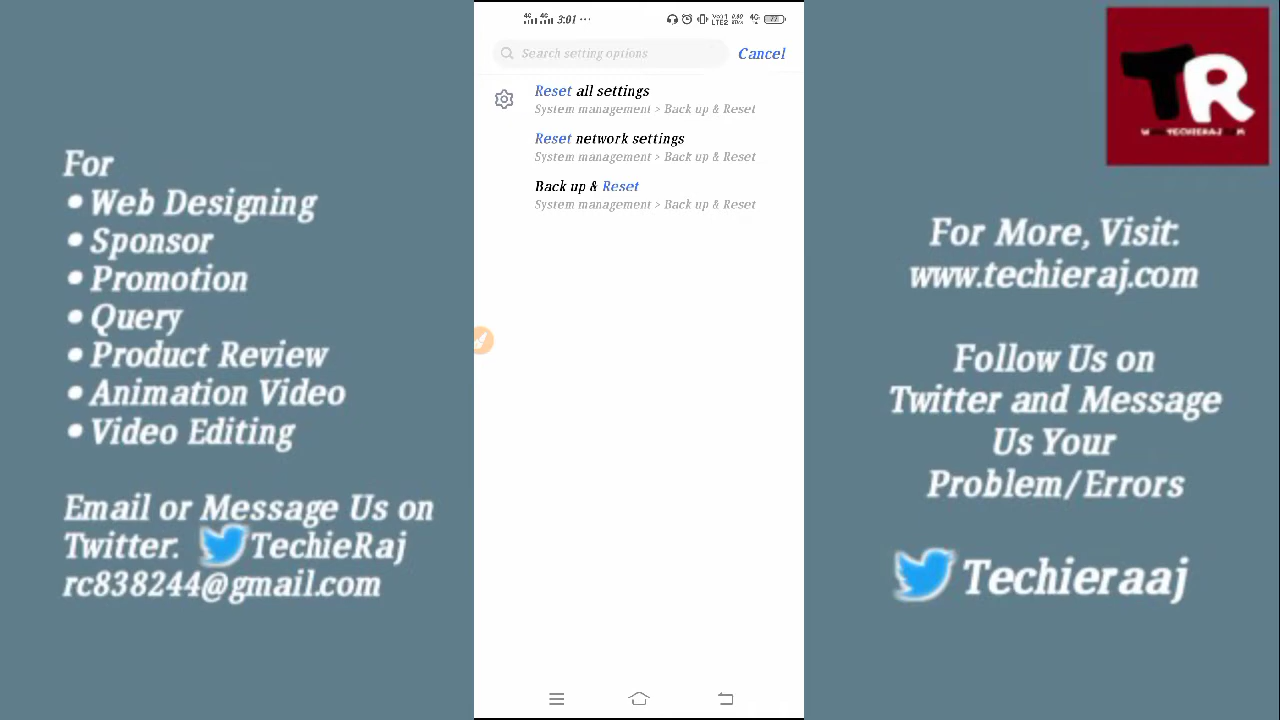 For
• Web Designing
• Sponsor
• Promotion
• Query
• Product Review
• Animation Video
• Video Editing
Email or Message Us on
Twitter. TechieRaj
rc838244@gmail.com
3:01 ···
77
Search setting options
Cancel
Reset all settings
System management > Back up & Reset
Reset network settings
System management > Back up & Reset
Back up & Reset
System management > Back up & Reset
TR
For More, Visit:
www.techieraj.com
Follow Us on
Twitter and Message
Us Your
Problem/Errors
Techieraaj